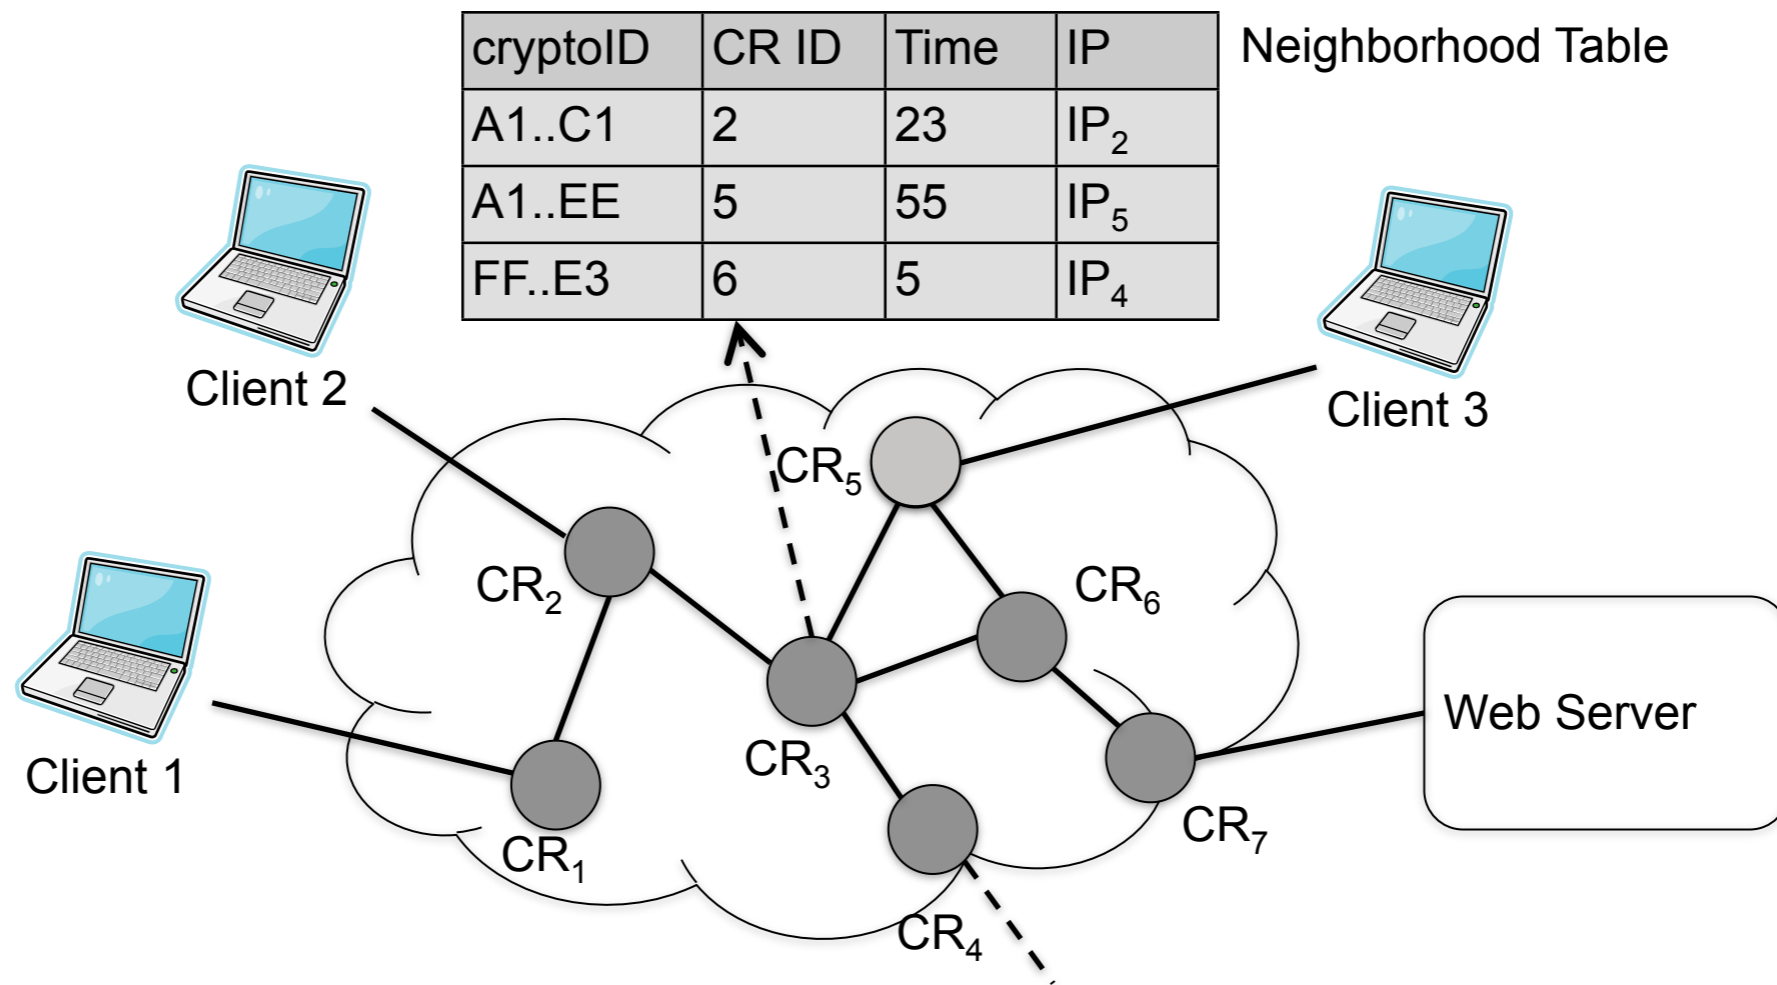 cryptoID CR ID Time IP Neighborhood Table
A1..C1 2 23 IP₂
A1..EE 5 55 IP₅
FF..E3 6 5 IP₄
Client 2
Client 3
CR₅
CR₂
CR₆
Web Server
CR₃
Client 1
CR₇
CR₁
CR₄